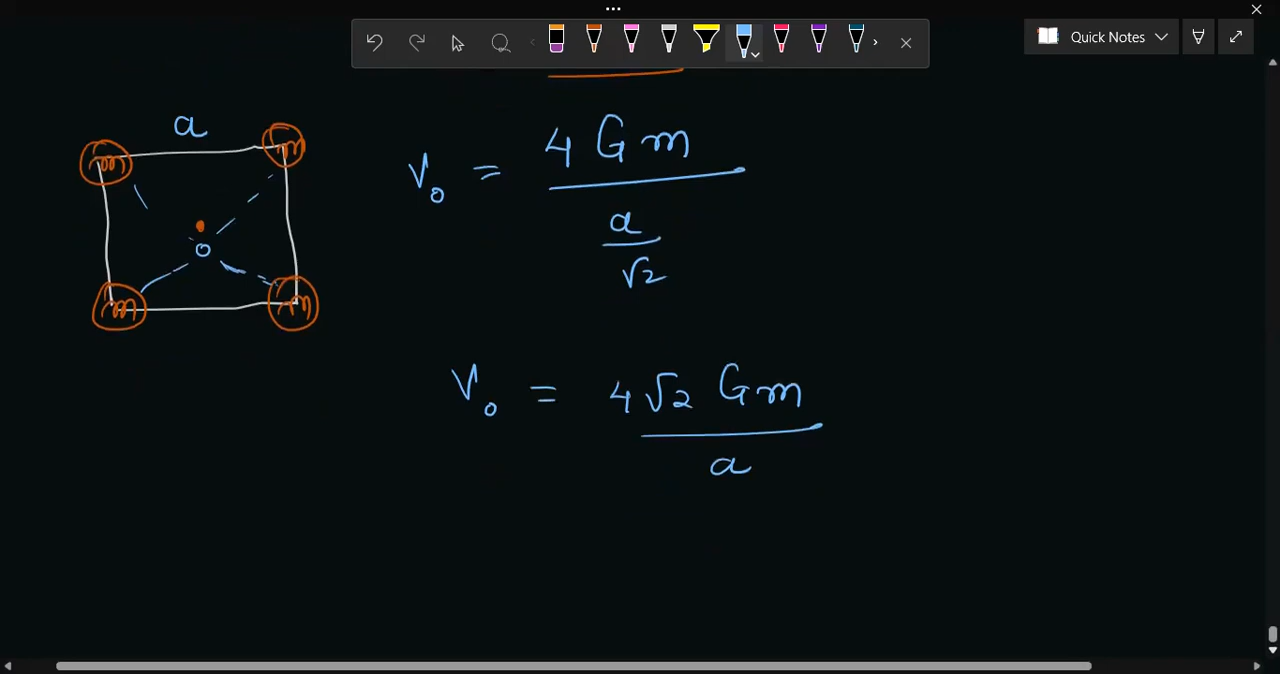 Quick Notes
a
m m
o
m m
V₀ = 4 G m / (a / √2)
V₀ = 4 √2 G m / a